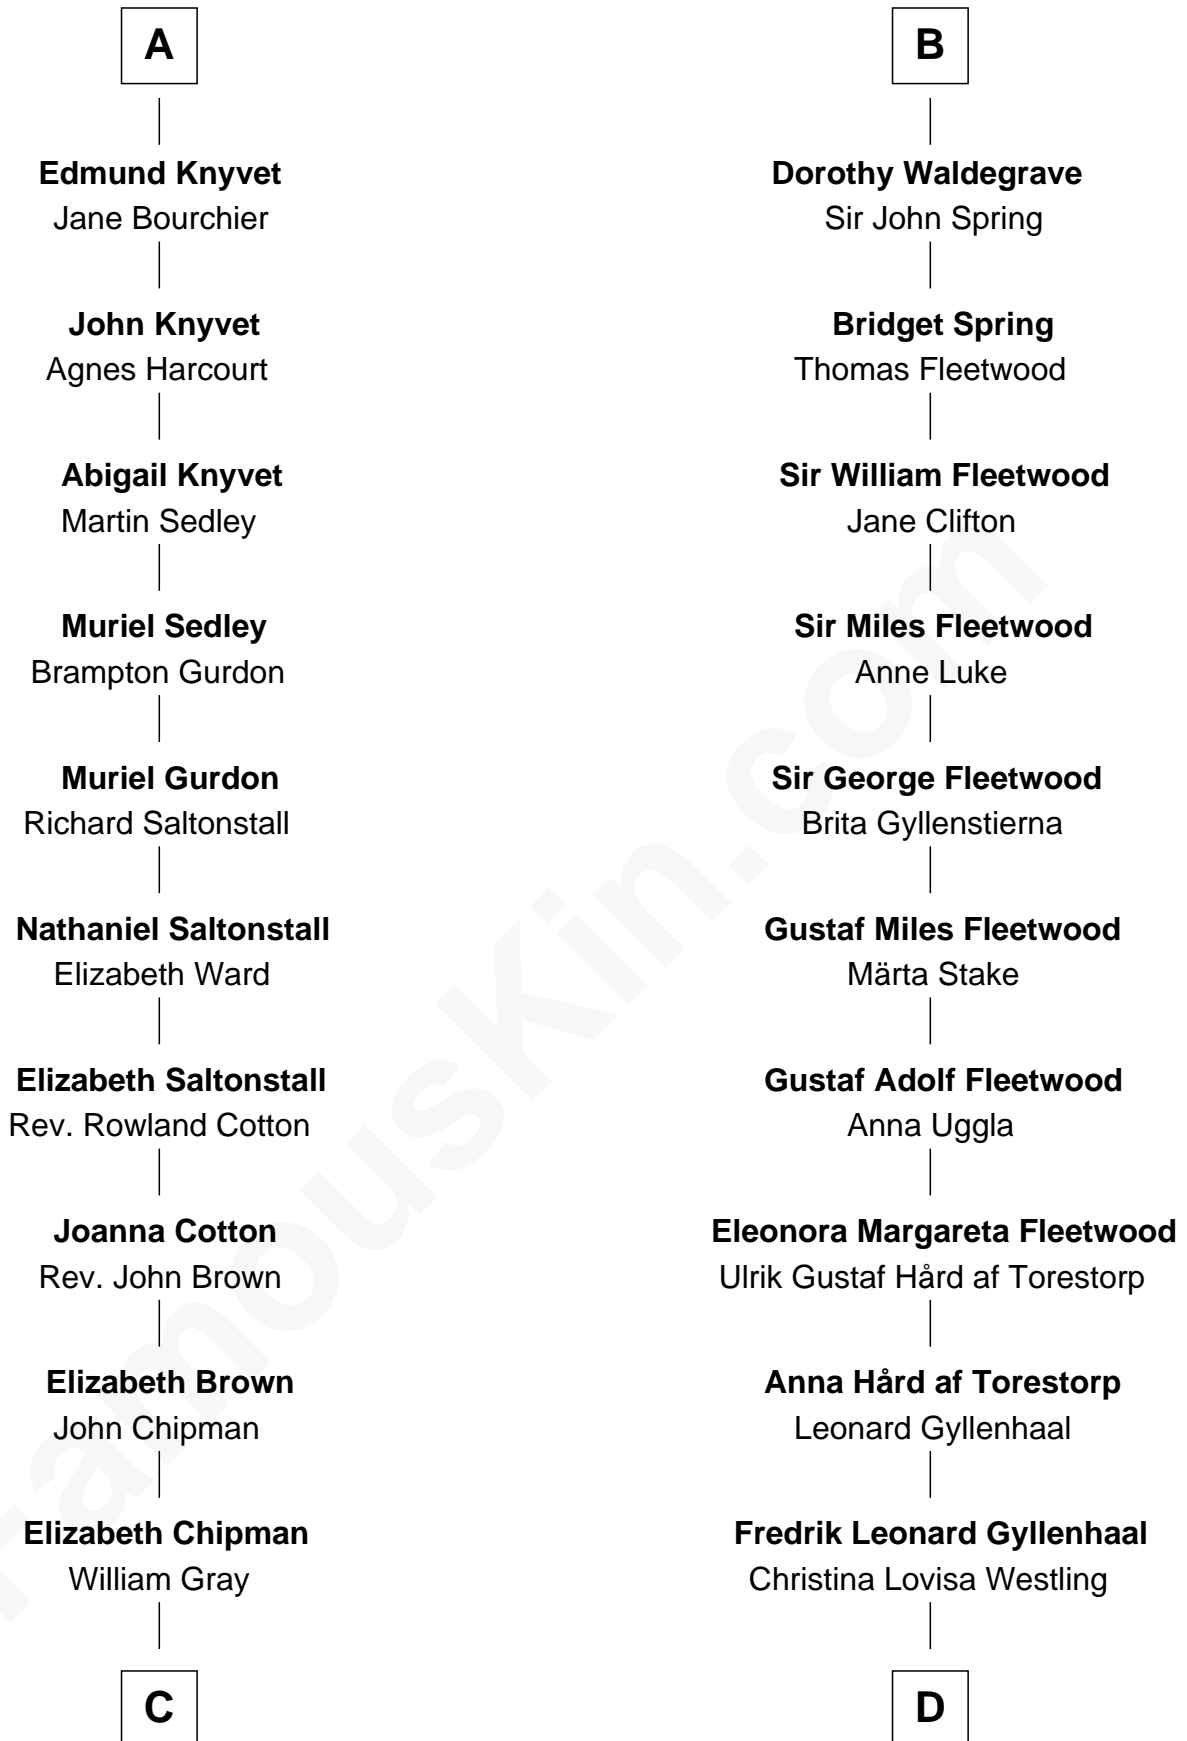 A
Edmund Knyvet
Jane Bourchier
John Knyvet
Agnes Harcourt
Abigail Knyvet
Martin Sedley
Muriel Sedley
Brampton Gurdon
Muriel Gurdon
Richard Saltonstall
Nathaniel Saltonstall
Elizabeth Ward
Elizabeth Saltonstall
Rev. Rowland Cotton
Joanna Cotton
Rev. John Brown
Elizabeth Brown
John Chipman
Elizabeth Chipman
William Gray
C
B
Dorothy Waldegrave
Sir John Spring
Bridget Spring
Thomas Fleetwood
Sir William Fleetwood
Jane Clifton
Sir Miles Fleetwood
Anne Luke
Sir George Fleetwood
Brita Gyllenstierna
Gustaf Miles Fleetwood
Märta Stake
Gustaf Adolf Fleetwood
Anna Uggla
Eleonora Margareta Fleetwood
Ulrik Gustaf Hård af Torestorp
Anna Hård af Torestorp
Leonard Gyllenhaal
Fredrik Leonard Gyllenhaal
Christina Lovisa Westling
D
FamousKin.com